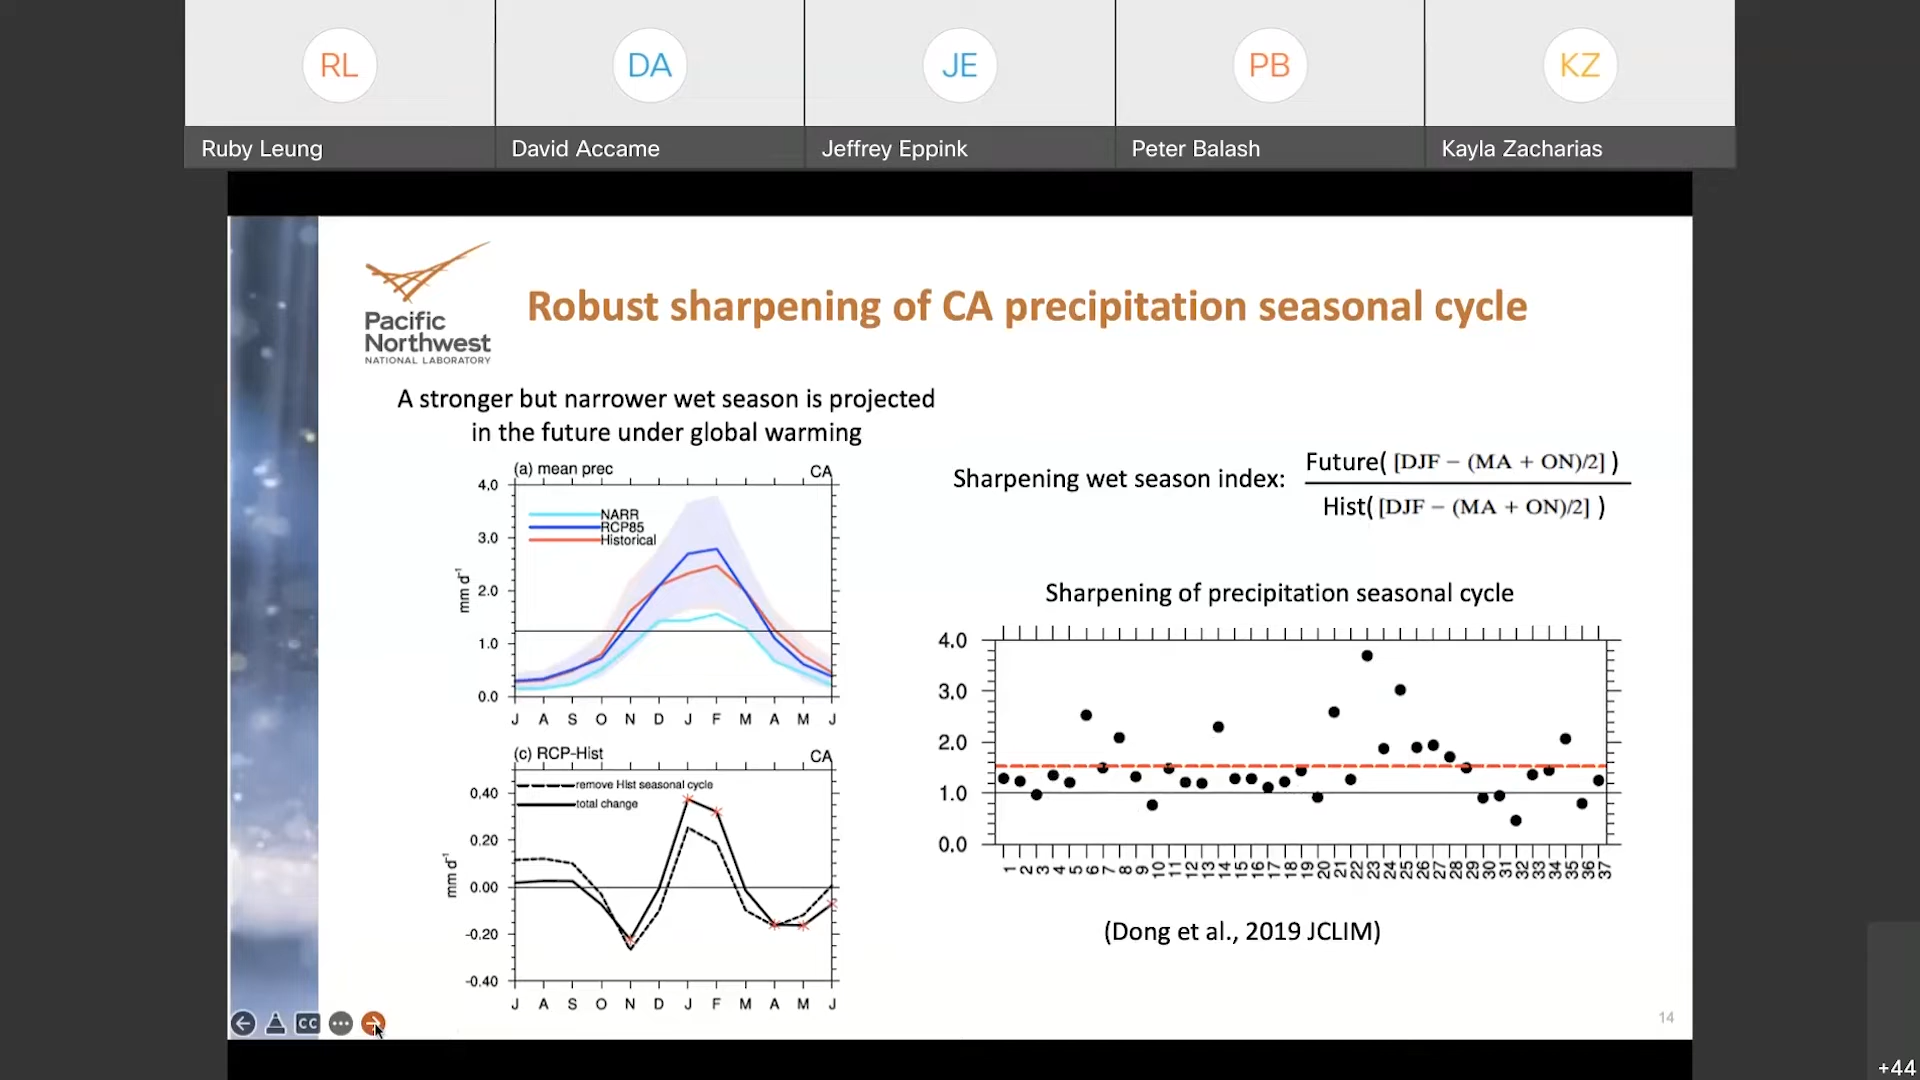 RL
DA
JE
PB
KZ
Ruby Leung
David Accame
Jeffrey Eppink
Peter Balash
Kayla Zacharias
Pacific
Northwest
NATIONAL LABORATORY
Robust sharpening of CA precipitation seasonal cycle
A stronger but narrower wet season is projected
in the future under global warming
(a) mean prec
CA
4.0
3.0
2.0
1.0
0.0
mm d⁻¹
NARR
RCP85
Historical
J A S O N D J F M A M J
(c) RCP-Hist
CA
remove Hist seasonal cycle
total change
0.40
0.20
0.00
-0.20
-0.40
mm d⁻¹
J A S O N D J F M A M J
Sharpening wet season index:
Future( [DJF − (MA + ON)/2] )
Hist( [DJF − (MA + ON)/2] )
Sharpening of precipitation seasonal cycle
4.0
3.0
2.0
1.0
0.0
1 2 3 4 5 6 7 8 9 10 11 12 13 14 15 16 17 18 19 20 21 22 23 24 25 26 27 28 29 30 31 32 33 34 35 36 37
(Dong et al., 2019 JCLIM)
CC
14
+44